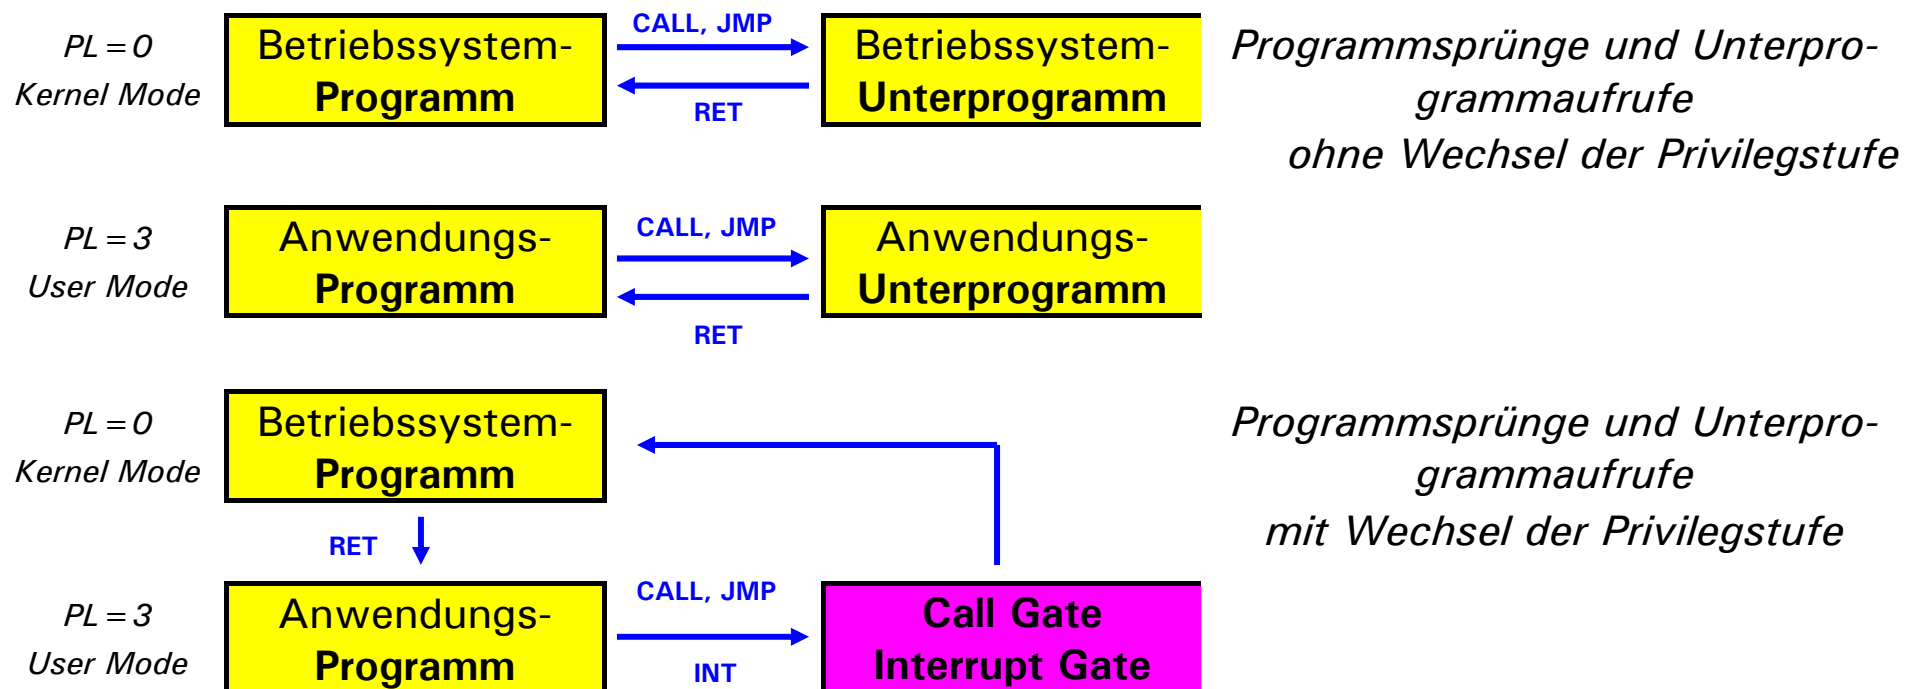 PL=0
Kernel Mode
Betriebssystem-
Programm
CALL, JMP
RET
Betriebssystem-
Unterprogramm
Programmsprünge und Unterpro-
grammaufrufe
ohne Wechsel der Privilegstufe
PL=3
User Mode
Anwendungs-
Programm
CALL, JMP
RET
Anwendungs-
Unterprogramm
PL=0
Kernel Mode
Betriebssystem-
Programm
Programmsprünge und Unterpro-
grammaufrufe
mit Wechsel der Privilegstufe
RET
PL=3
User Mode
Anwendungs-
Programm
CALL, JMP
INT
Call Gate
Interrupt Gate